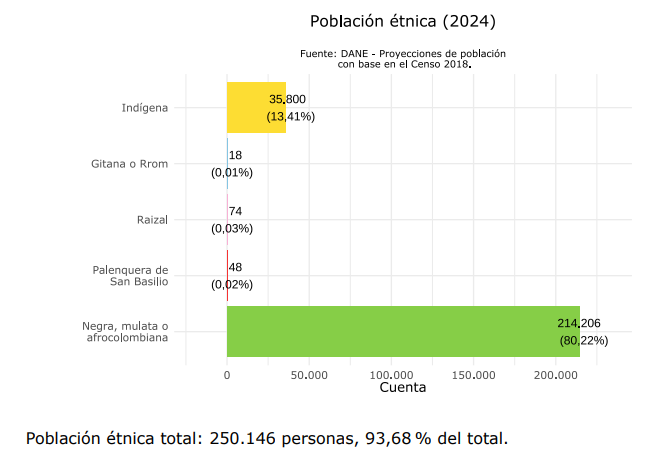 Población étnica (2024)
Fuente: DANE - Proyecciones de población
con base en el Censo 2018.
Indígena
35.800
(13,41%)
Gitana o Rrom
18
(0,01%)
Raizal
74
(0,03%)
Palenquera de
San Basilio
48
(0,02%)
Negra, mulata o
afrocolombiana
214.206
(80,22%)
0 50.000 100.000 150.000 200.000
Cuenta
Población étnica total: 250.146 personas, 93,68 % del total.